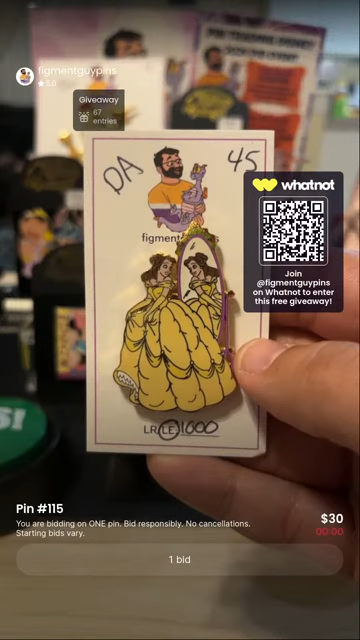 figmentguypins
★5.0
Giveaway
67
entries
DA
45
whatnot
figment
Join
@figmentguypins
on Whatnot to enter
this free giveaway!
LR/LE: 1600
Pin #115
You are bidding on ONE pin. Bid responsibly. No cancellations.
Starting bids vary.
$30
00:00
1 bid